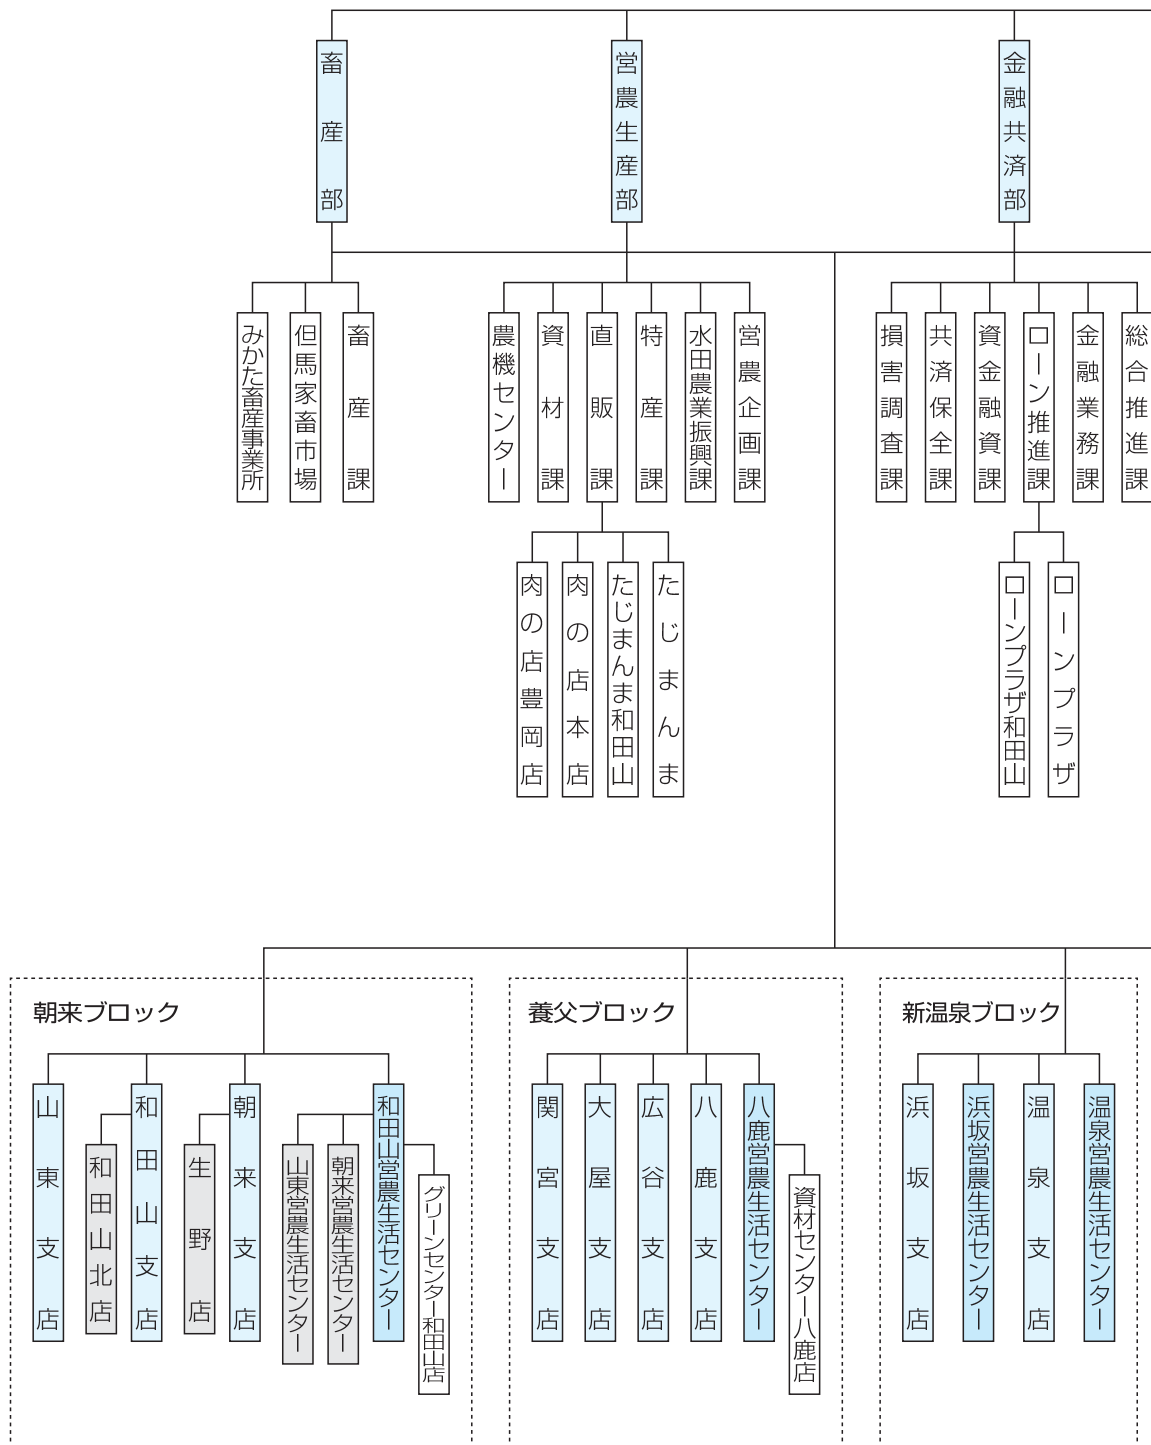 畜産部
営農生産部
金融共済部
みかた畜産事業所
但馬家畜市場
畜産課
農機センター
資材課
直販課
特産課
水田農業振興課
営農企画課
損害調査課
共済保全課
資金融資課
ローン推進課
金融業務課
総合推進課
肉の店豊岡店
肉の店本店
たじまんま和田山
たじまんま
ローンプラザ和田山
ローンプラザ
朝来ブロック
山東支店
和田山北店
和田山支店
生野店
朝来支店
山東営農生活センター
朝来営農生活センター
和田山営農生活センター
グリーンセンター和田山店
養父ブロック
関宮支店
大屋支店
広谷支店
八鹿支店
八鹿営農生活センター
資材センター八鹿店
新温泉ブロック
浜坂支店
浜坂営農生活センター
温泉支店
温泉営農生活センター